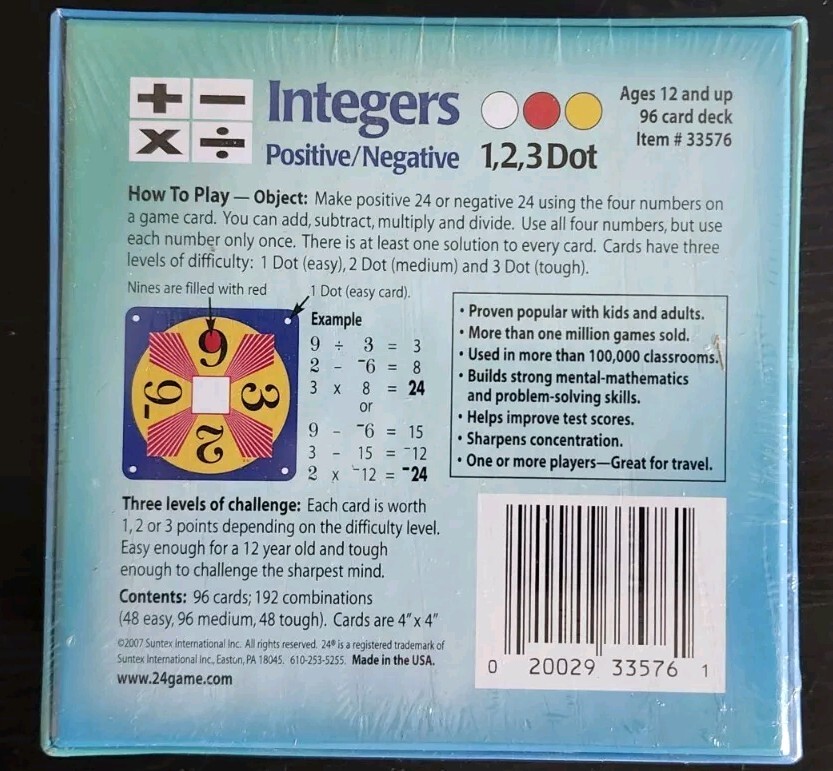 + − Integers Ages 12 and up
× ÷ Positive/Negative 1,2,3 Dot 96 card deck
Item # 33576
How To Play — Object: Make positive 24 or negative 24 using the four numbers on
a game card. You can add, subtract, multiply and divide. Use all four numbers, but use
each number only once. There is at least one solution to every card. Cards have three
levels of difficulty: 1 Dot (easy), 2 Dot (medium) and 3 Dot (tough).
Nines are filled with red
1 Dot (easy card).
9
3
2
⁻6
Example
9 ÷ 3 = 3
2 − ⁻6 = 8
3 x 8 = 24
or
9 − ⁻6 = 15
3 − 15 = ⁻12
2 x ⁻12 = ⁻24
• Proven popular with kids and adults.
• More than one million games sold.
• Used in more than 100,000 classrooms.
• Builds strong mental-mathematics
and problem-solving skills.
• Helps improve test scores.
• Sharpens concentration.
• One or more players—Great for travel.
Three levels of challenge: Each card is worth
1, 2 or 3 points depending on the difficulty level.
Easy enough for a 12 year old and tough
enough to challenge the sharpest mind.
Contents: 96 cards; 192 combinations
(48 easy, 96 medium, 48 tough). Cards are 4" x 4"
©2007 Suntex International Inc. All rights reserved. 24® is a registered trademark of
Suntex International Inc., Easton, PA 18045. 610-253-5255. Made in the USA.
www.24game.com
0 20029 33576 1